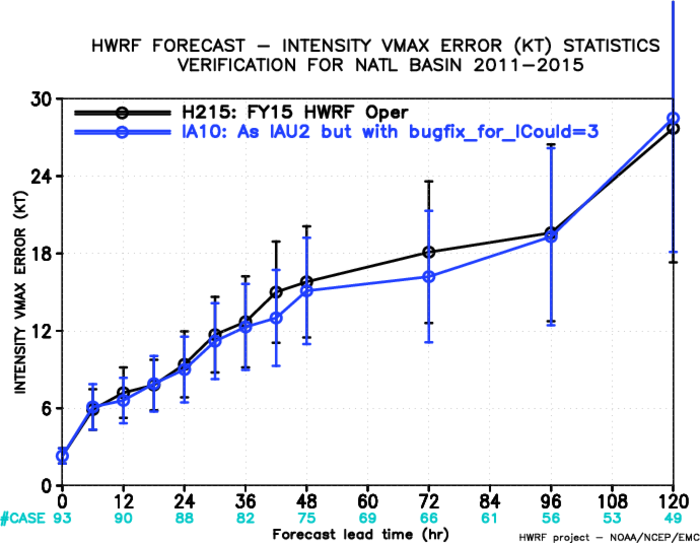 HWRF FORECAST – INTENSITY VMAX ERROR (KT) STATISTICS
VERIFICATION FOR NATL BASIN 2011–2015
H215: FY15 HWRF Oper
IA10: As IAU2 but with bugfix_for_ICould=3
INTENSITY VMAX ERROR (KT)
30
24
18
12
6
0
0 12 24 36 48 60 72 84 96 108 120
#CASE 93 90 88 82 75 69 66 61 56 53 49
Forecast lead time (hr)
HWRF project – NOAA/NCEP/EMC